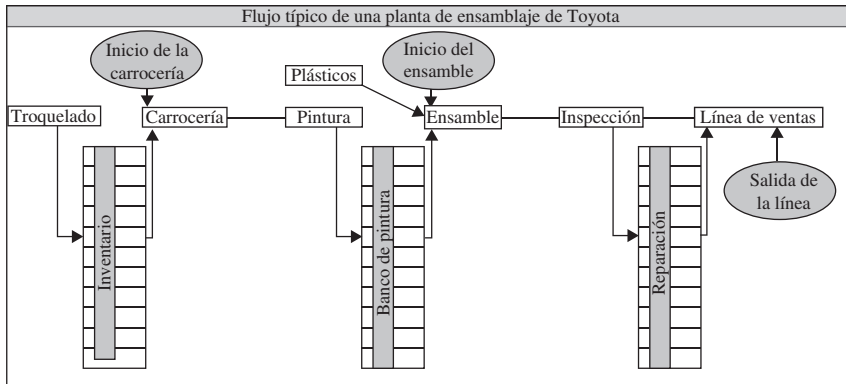 Flujo típico de una planta de ensamblaje de Toyota
Inicio de la
carrocería
Inicio del
ensamble
Plásticos
Troquelado
Carrocería
Pintura
Ensamble
Inspección
Línea de ventas
Salida de
la línea
Inventario
Banco de pintura
Reparación